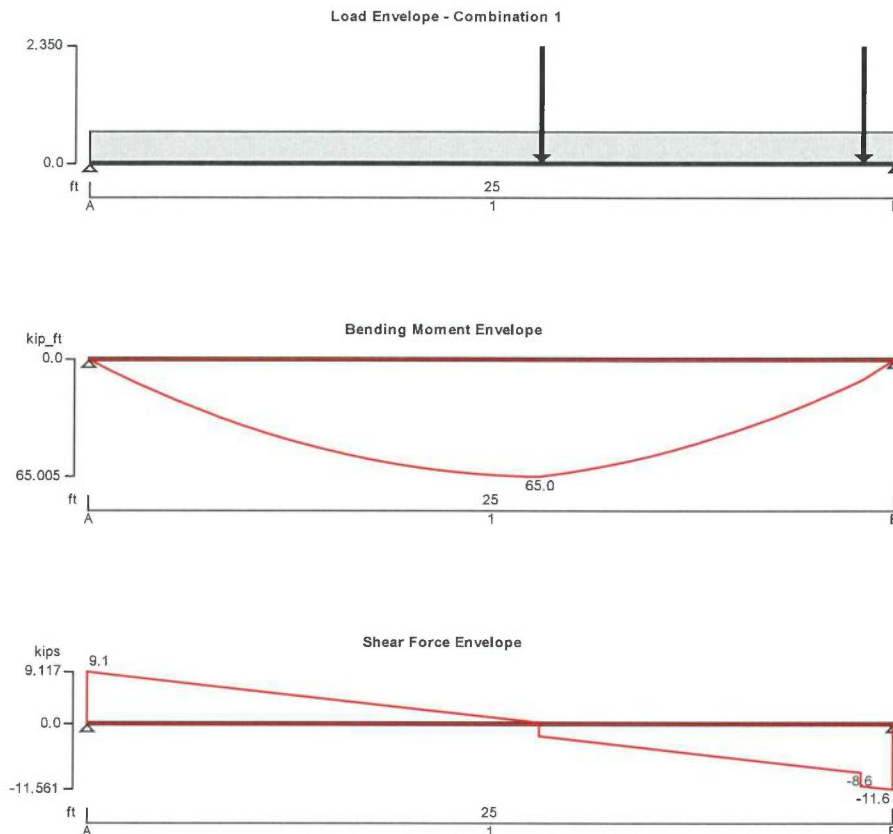 Load Envelope - Combination 1
2.350
0.0
ft
25
A
1
Bending Moment Envelope
kip_ft
0.0
65.005
65.0
ft
25
A
1
Shear Force Envelope
kips
9.1
9.117
0.0
-8.6
-11.561
-11.6
ft
25
A
1